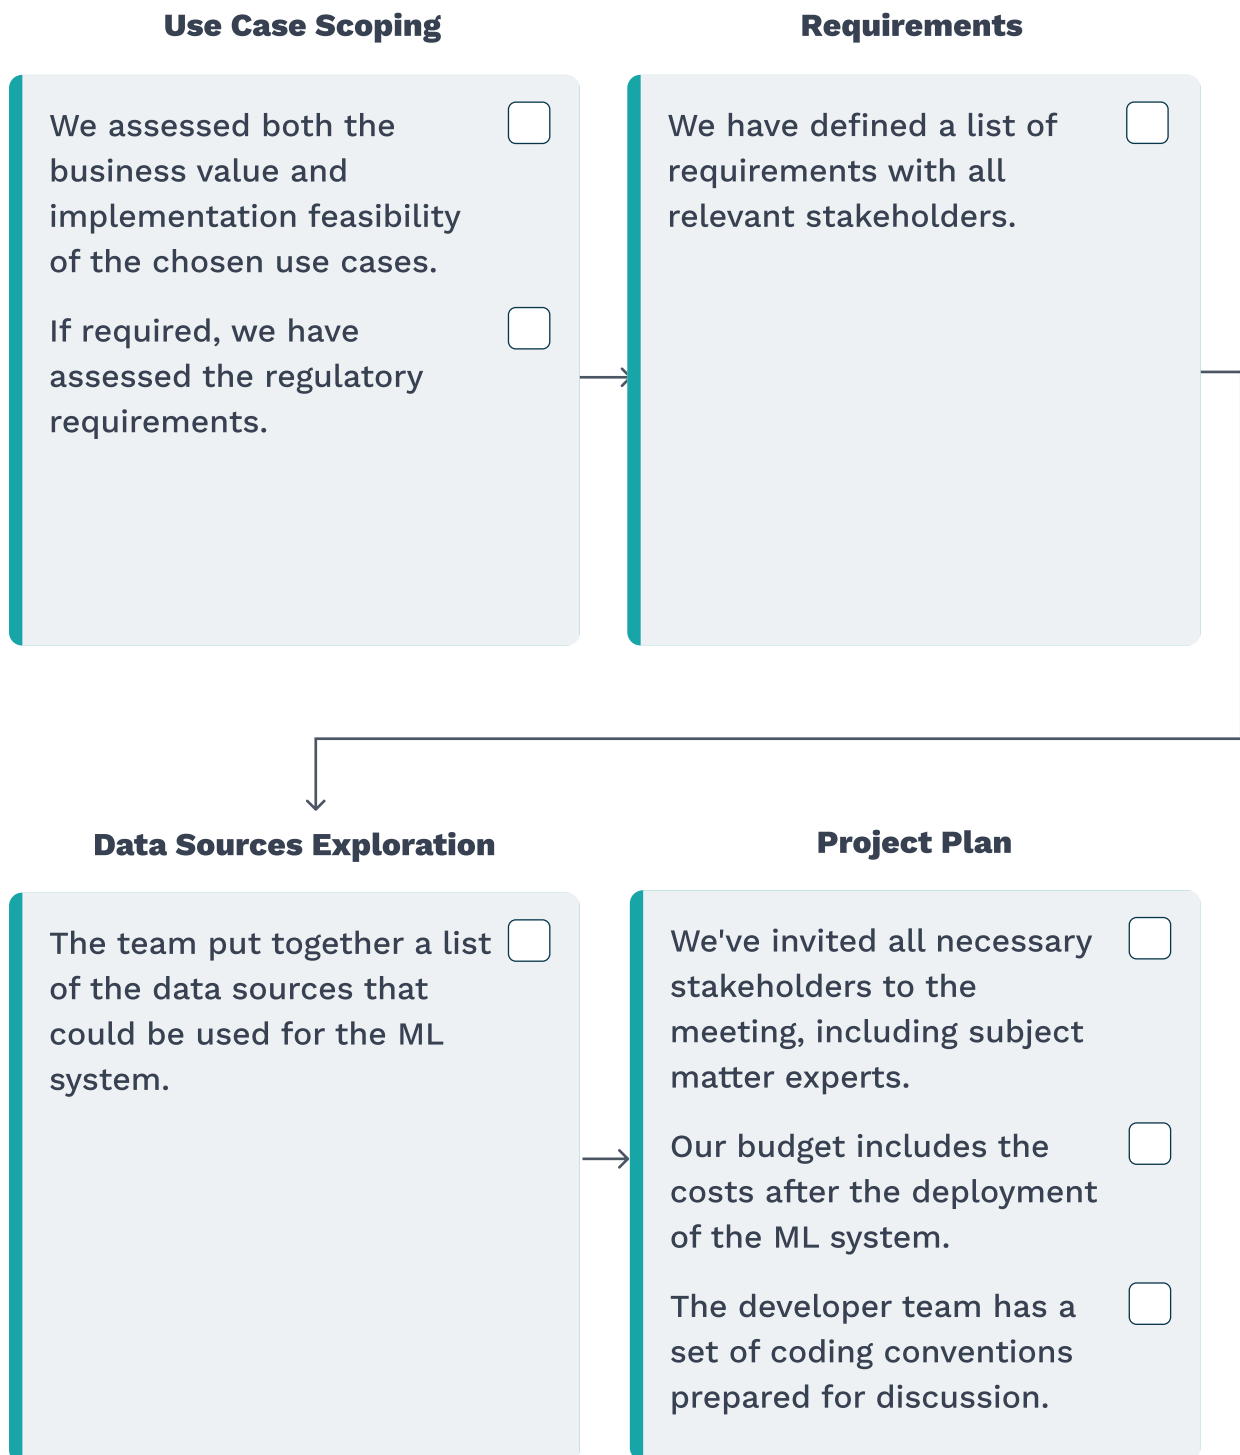 Use Case Scoping
We assessed both the
business value and
implementation feasibility
of the chosen use cases.
If required, we have
assessed the regulatory
requirements.
Requirements
We have defined a list of
requirements with all
relevant stakeholders.
Data Sources Exploration
The team put together a list
of the data sources that
could be used for the ML
system.
Project Plan
We've invited all necessary
stakeholders to the
meeting, including subject
matter experts.
Our budget includes the
costs after the deployment
of the ML system.
The developer team has a
set of coding conventions
prepared for discussion.